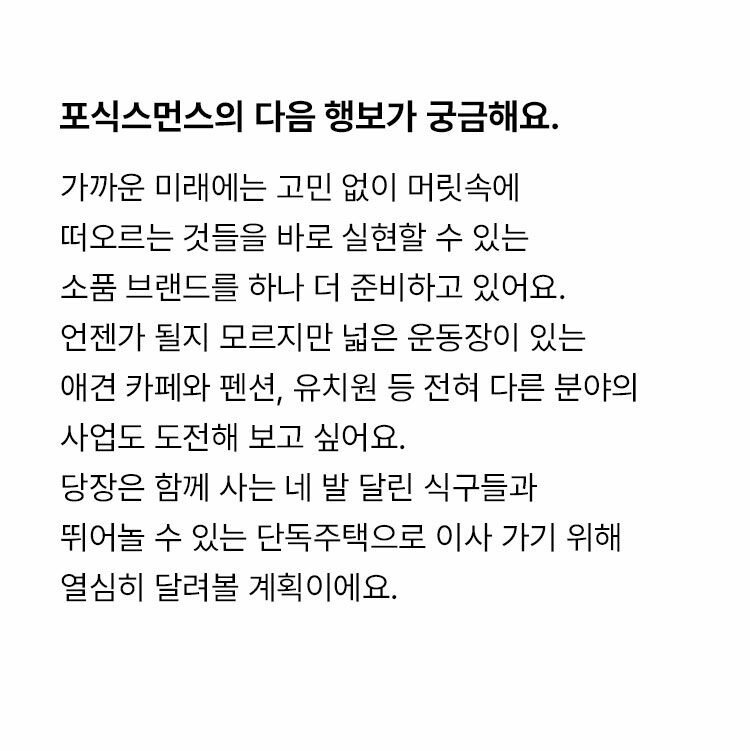 포식스먼스의 다음 행보가 궁금해요.
가까운 미래에는 고민 없이 머릿속에
떠오르는 것들을 바로 실현할 수 있는
소품 브랜드를 하나 더 준비하고 있어요.
언젠가 될지 모르지만 넓은 운동장이 있는
애견 카페와 펜션, 유치원 등 전혀 다른 분야의
사업도 도전해 보고 싶어요.
당장은 함께 사는 네 발 달린 식구들과
뛰어놀 수 있는 단독주택으로 이사 가기 위해
열심히 달려볼 계획이에요.